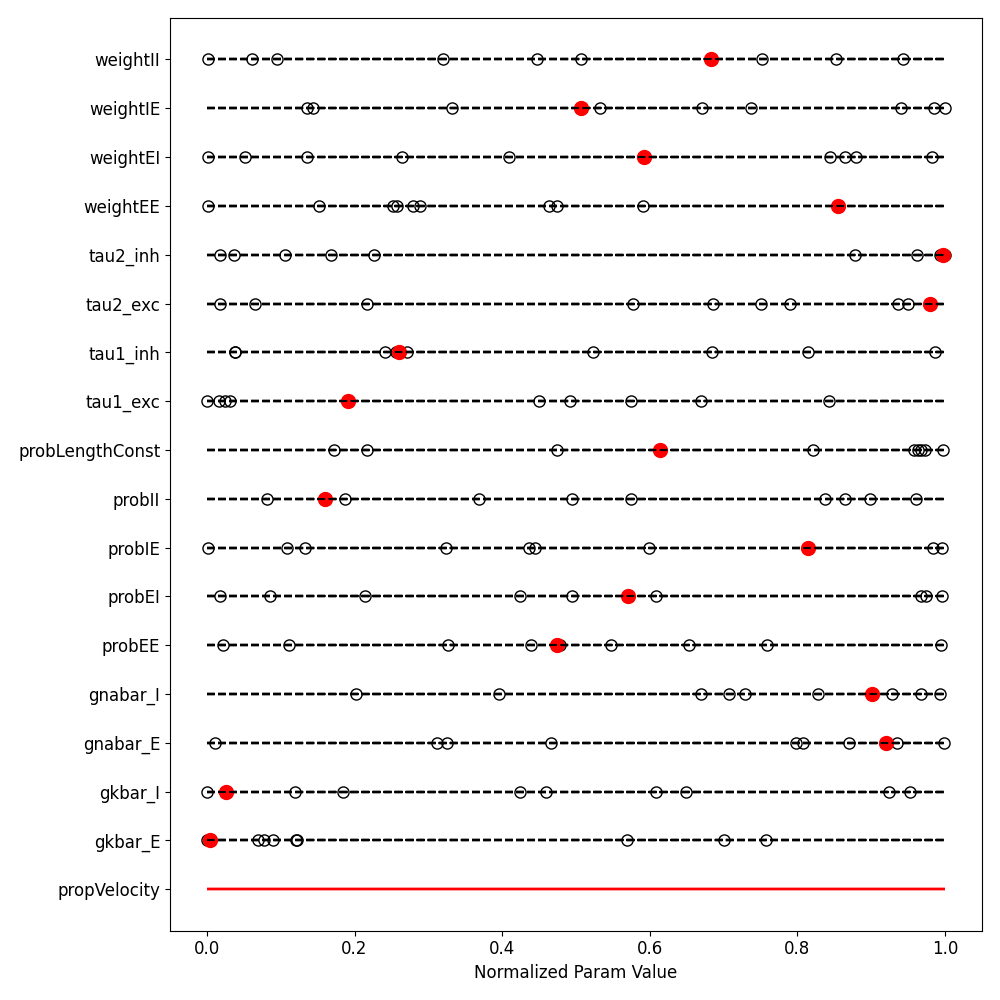 weightII
weightIE
weightEI
weightEE
tau2_inh
tau2_exc
tau1_inh
tau1_exc
probLengthConst
probII
probIE
probEI
probEE
gnabar_I
gnabar_E
gkbar_I
gkbar_E
propVelocity
0.0 0.2 0.4 0.6 0.8 1.0
Normalized Param Value